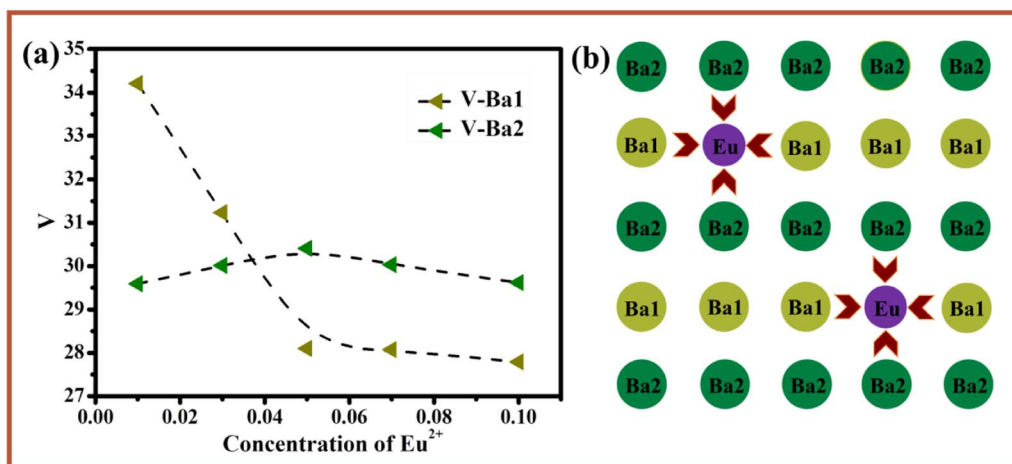 (a)
35
34
33
32
31
30
29
28
27
V
V-Ba1
V-Ba2
0.00 0.02 0.04 0.06 0.08 0.10
Concentration of Eu²⁺
(b)
Ba2 Ba2 Ba2 Ba2 Ba2
Ba1 Eu Ba1 Ba1 Ba1
Ba2 Ba2 Ba2 Ba2 Ba2
Ba1 Ba1 Ba1 Eu Ba1
Ba2 Ba2 Ba2 Ba2 Ba2